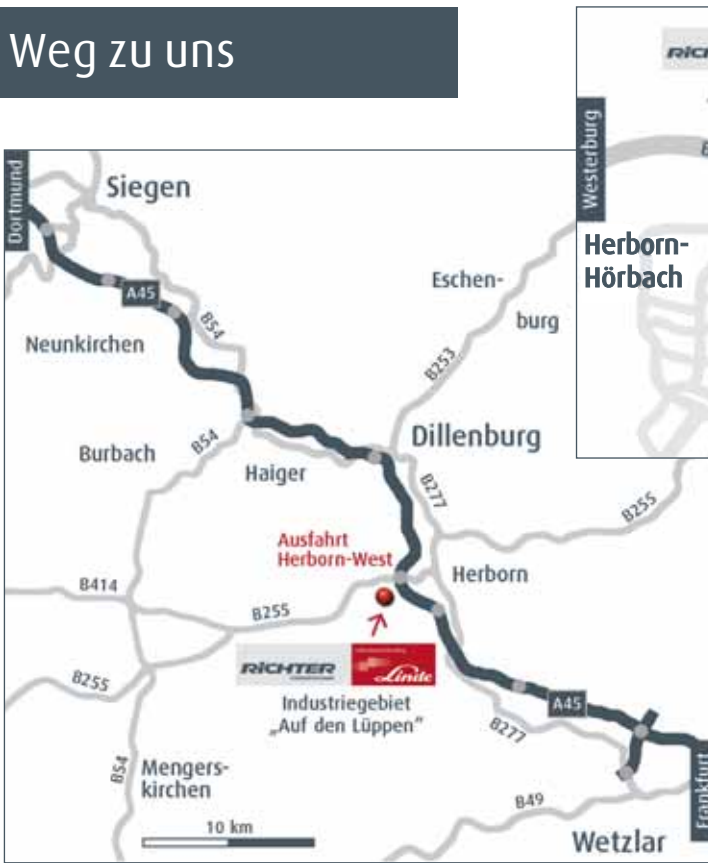 Weg zu uns
Dortmund
Siegen
A45
B54
Neunkirchen
Eschen-
burg
B253
Burbach
B54
Haiger
Dillenburg
B277
B255
Ausfahrt
Herborn-West
Herborn
B414
B255
B255
RICHTER
Linde
Industriegebiet
„Auf den Lüppen“
A45
B277
B54
Mengers-
kirchen
10 km
B49
Wetzlar
Frankfurt
Westerburg
Herborn-
Hörbach